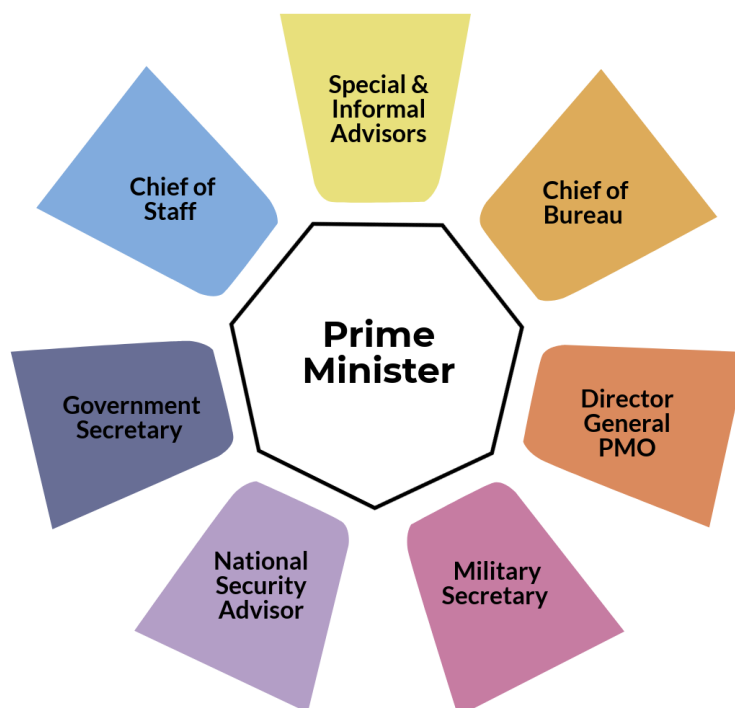 Special &
Informal
Advisors
Chief of
Staff
Chief of
Bureau
Prime
Minister
Government
Secretary
Director
General
PMO
National
Security
Advisor
Military
Secretary